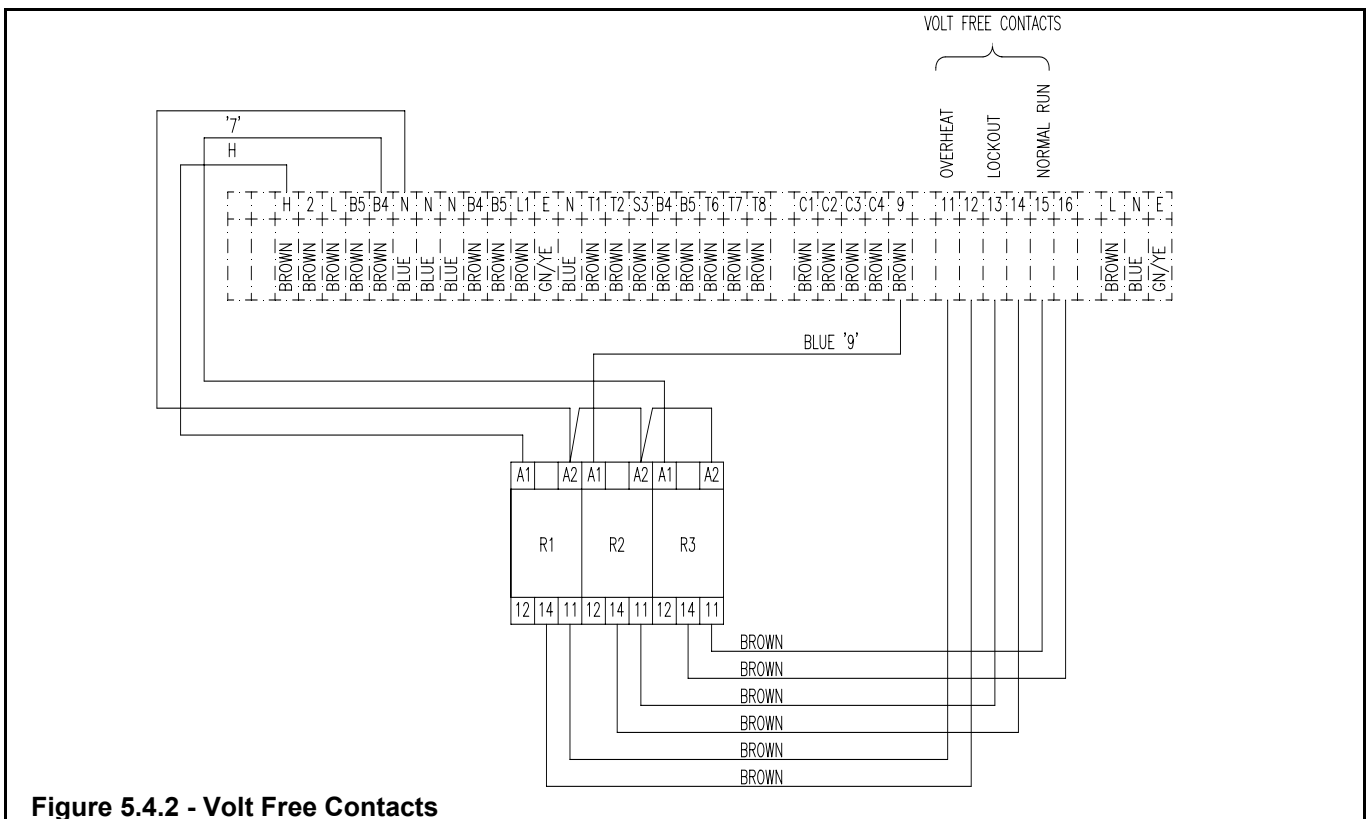 VOLT FREE CONTACTS
OVERHEAT
LOCKOUT
NORMAL RUN
'7'
H
H 2 L B5 B4 N N N B4 B5 L1 E N T1 T2 S3 B4 B5 T6 T7 T8 C1 C2 C3 C4 9 11 12 13 14 15 16 L N E
BROWN BROWN BROWN BROWN BROWN BLUE BLUE BLUE BROWN BROWN BROWN GN/YE BLUE BROWN BROWN BROWN BROWN BROWN BROWN BROWN BROWN BROWN BROWN BROWN BROWN BROWN BROWN BLUE GN/YE
BLUE '9'
A1 A2 A1 A2 A1 A2
R1 R2 R3
12 14 11 12 14 11 12 14 11
BROWN
BROWN
BROWN
BROWN
BROWN
BROWN
Figure 5.4.2 - Volt Free Contacts